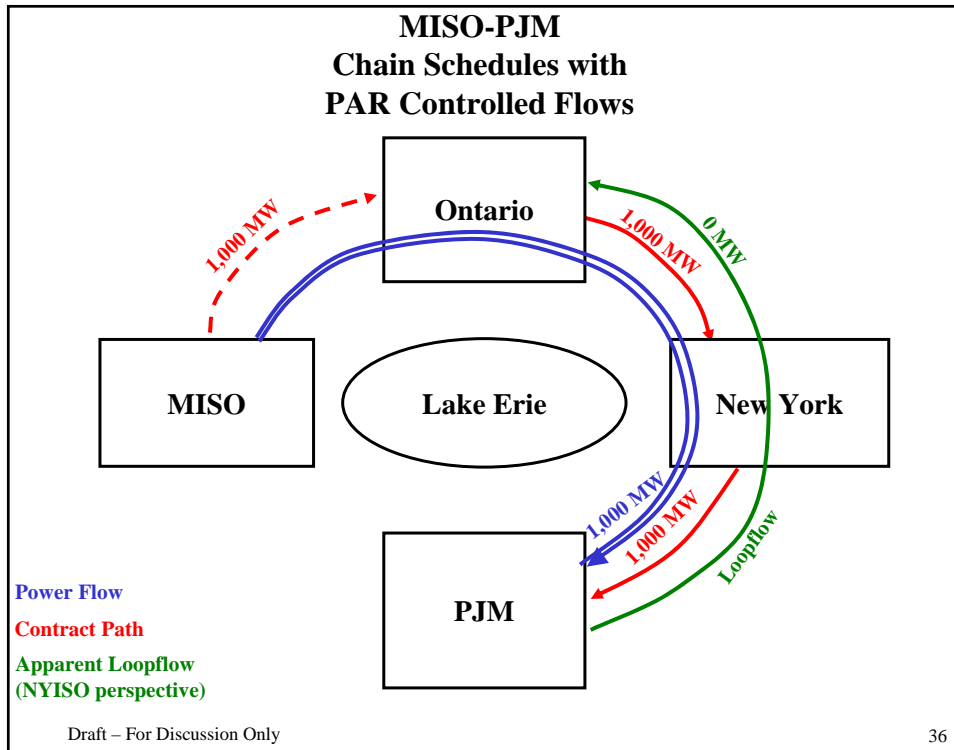 MISO-PJM
Chain Schedules with
PAR Controlled Flows
Ontario
1,000 MW
1,000 MW
0 MW
MISO
Lake Erie
New York
1,000 MW
1,000 MW
Loopflow
PJM
Power Flow
Contract Path
Apparent Loopflow
(NYISO perspective)
Draft – For Discussion Only
36